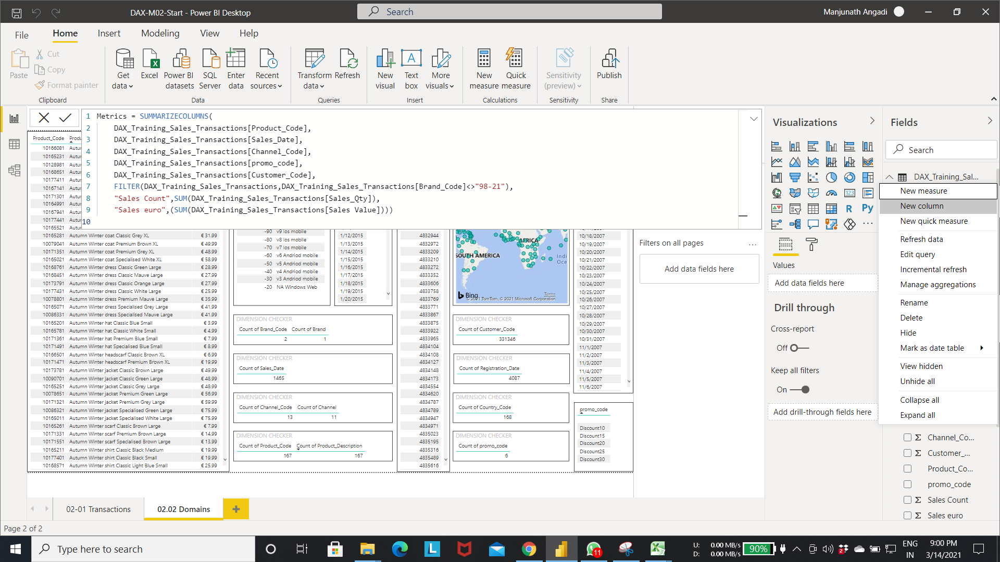 DAX-M02-Start - Power BI Desktop
Search
Manjunath Angadi
File
Home
Insert
Modeling
View
Help
Paste
Cut
Copy
Format painter
Clipboard
Get data
Excel
Power BI datasets
SQL Server
Enter data
Recent sources
Data
Transform data
Refresh
Queries
New visual
Text box
More visuals
Insert
New measure
Quick measure
Calculations
Sensitivity (preview)
Sensitivity
Publish
Share
1 Metrics = SUMMARIZECOLUMNS(
2 DAX_Training_Sales_Transactions[Product_Code],
3 DAX_Training_Sales_Transactions[Sales_Date],
4 DAX_Training_Sales_Transactions[Channel_Code],
5 DAX_Training_Sales_Transactions[promo_code],
6 DAX_Training_Sales_Transactions[Customer_Code],
7 FILTER(DAX_Training_Sales_Transactions,DAX_Training_Sales_Transactions[Brand_Code]<>"98-21"),
8 "Sales Count",SUM(DAX_Training_Sales_Transactions[Sales_Qty]),
9 "Sales euro",(SUM(DAX_Training_Sales_Transactions[Sales Value])))
10
Product_Code Produ
10166081 Autur
10165231 Autur
10128981 Autur
10168651 Autur
10177411 Autur
10167141 Autur
10171301 Autur
10164991 Autur
10167941 Autur
10177441 Autur
10165521 Autur
10165281 Autumn Winter coat Classic Grey XL € 31.99
10079041 Autumn Winter coat Premium Brown XL € 49.99
10171351 Autumn Winter coat Premium Grey XL € 48.99
10165021 Autumn Winter coat Specialised White XL € 58.99
10168761 Autumn Winter dress Classic Green Large € 28.99
10168451 Autumn Winter dress Classic Mauve Large € 27.99
10173791 Autumn Winter dress Classic Orange Large € 27.99
10177431 Autumn Winter dress Classic White Large € 25.99
10078801 Autumn Winter dress Premium Mauve Large € 35.99
10165071 Autumn Winter dress Specialised Grey Large € 41.99
10086331 Autumn Winter dress Specialised Mauve Large € 41.99
10165201 Autumn Winter hat Classic Blue Small € 3.99
10165781 Autumn Winter hat Classic White Small € 4.99
10171361 Autumn Winter hat Premium Blue Small € 7.99
10171491 Autumn Winter hat Specialised Blue Small € 8.99
10166501 Autumn Winter headscarf Classic Brown XL € 6.99
10171471 Autumn Winter headscarf Premium Brown XL € 19.99
10173781 Autumn Winter jacket Classic Brown Large € 49.99
10090701 Autumn Winter jacket Classic Green Large € 48.99
10165251 Autumn Winter jacket Classic Grey Large € 48.99
10078651 Autumn Winter jacket Premium Green Large € 56.99
10171321 Autumn Winter jacket Premium Grey Large € 59.99
10086321 Autumn Winter jacket Specialised Green Large € 75.99
10165011 Autumn Winter jacket Specialised White Large € 75.99
10165261 Autumn Winter scarf Classic Brown Large € 7.99
10171331 Autumn Winter scarf Premium Brown Large € 14.99
10171551 Autumn Winter scarf Specialised Brown Large € 13.99
10165211 Autumn Winter shirt Classic Black Medium € 19.99
10177401 Autumn Winter shirt Classic Black Small € 19.99
10168571 Autumn Winter shirt Classic Light Blue Small € 25.99
-90 v9 Ios mobile
-80 v8 Ios mobile
-70 v7 Ios mobile
-60 v6 Andriod mobile
-50 v5 Andriod mobile
-40 v4 Andriod mobile
-30 v3 Andriod mobile
-20 NA Windows Web
1/12/2015
1/13/2015
1/14/2015
1/15/2015
1/16/2015
1/17/2015
1/18/2015
1/19/2015
1/20/2015
DIMENSION CHECKER
Count of Brand_Code Count of Brand
2 1
DIMENSION CHECKER
Count of Sales_Date
1465
DIMENSION CHECKER
Count of Channel_Code Count of Channel
13 11
DIMENSION CHECKER
Count of Product_Code Count of Product_Description
167 167
4832944
4832972
4833209
4833210
4833272
4833352
4833606
4833758
4833769
4833771
4833867
4833875
4833922
4833965
4834104
4834108
4834127
4834148
4834173
4834554
4834620
4834787
4834789
4834947
4834971
4835023
4835195
4835316
4835489
4835616
AFRICA
SOUTH AMERICA
Indi
Oce
Bing
Terms
© 2021 TomTom, © 2021 Microsoft Corporation
DIMENSION CHECKER
Count of Customer_Code
331346
DIMENSION CHECKER
Count of Registration_Date
4087
DIMENSION CHECKER
Count of Country_Code
168
DIMENSION CHECKER
Count of promo_code
6
10/18/2007
10/19/2007
10/20/2007
10/21/2007
10/22/2007
10/23/2007
10/24/2007
10/25/2007
10/26/2007
10/27/2007
10/28/2007
10/29/2007
10/30/2007
10/31/2007
11/1/2007
11/2/2007
11/3/2007
11/4/2007
11/5/2007
11/6/2007
promo_code
Discount10
Discount15
Discount20
Discount25
Discount30
Filters on all pages
...
Add data fields here
Visualizations
123
R
Py
...
Values
Add data fields here
Drill through
Cross-report
Off
Keep all filters
On
Add drill-through fields here
Fields
Search
DAX_Training_Sal...
New measure
New column
New quick measure
Refresh data
Edit query
Incremental refresh
Manage aggregations
Rename
Delete
Hide
Mark as date table
View hidden
Unhide all
Collapse all
Expand all
Σ Channel_Co...
Σ Customer_...
Product_Co...
promo_code
Σ Sales Count
Σ Sales euro
02-01 Transactions
02.02 Domains
+
Page 2 of 2
Type here to search
L
11
U: 0.00 MB/s
D: 0.00 MB/s
90%
2
ENG
IN
9:00 PM
3/14/2021